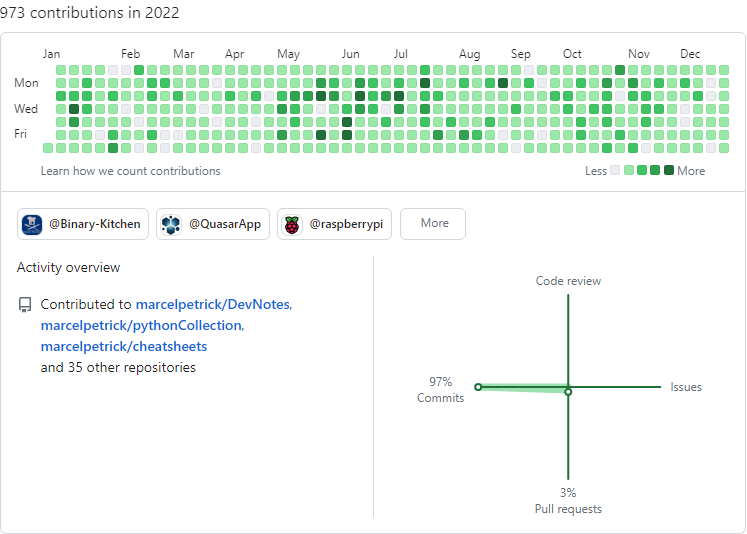 973 contributions in 2022
Jan Feb Mar Apr May Jun Jul Aug Sep Oct Nov Dec
Mon
Wed
Fri
Learn how we count contributions
Less More
@Binary-Kitchen @QuasarApp @raspberrypi More
Activity overview
Contributed to marcelpetrick/DevNotes,
marcelpetrick/pythonCollection,
marcelpetrick/cheatsheets
and 35 other repositories
Code review
97%
Commits
Issues
3%
Pull requests